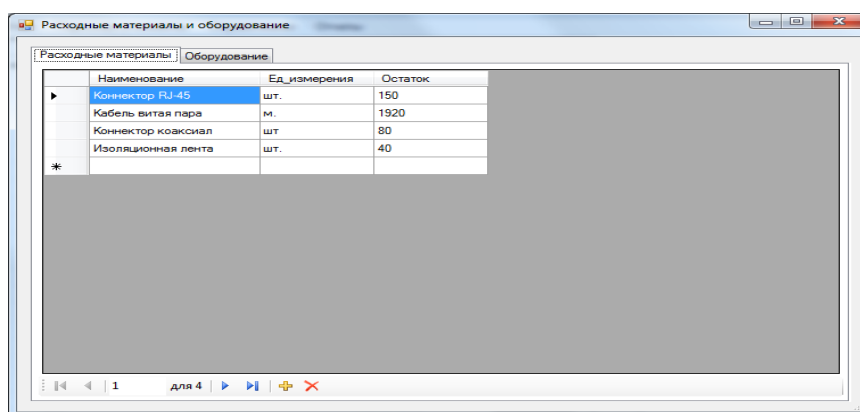 Расходные материалы и оборудование
Расходные материалы Оборудование
Наименование Ед_измерения Остаток
Коннектор RJ-45 шт. 150
Кабель витая пара м. 1920
Коннектор коаксиал шт 80
Изоляционная лента шт. 40
1 для 4